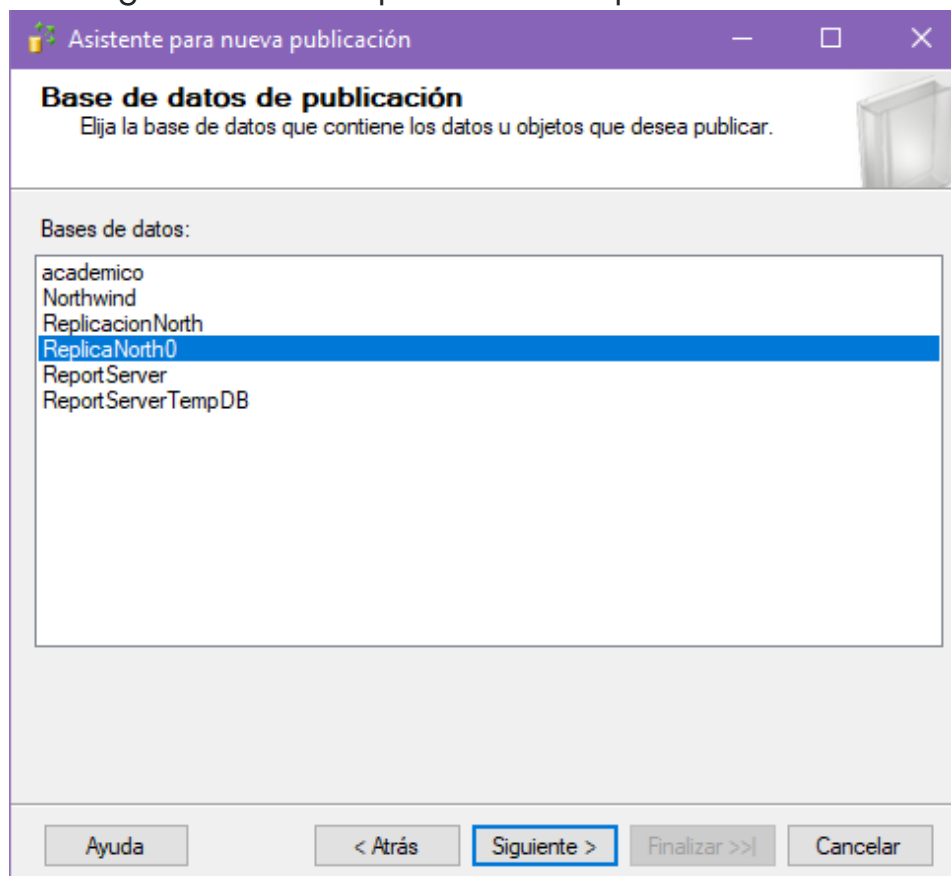 Asistente para nueva publicación
Base de datos de publicación
Elija la base de datos que contiene los datos u objetos que desea publicar.
Bases de datos:
academico
Northwind
ReplicacionNorth
ReplicaNorth0
ReportServer
ReportServerTempDB
Ayuda < Atrás Siguiente > Finalizar >>| Cancelar